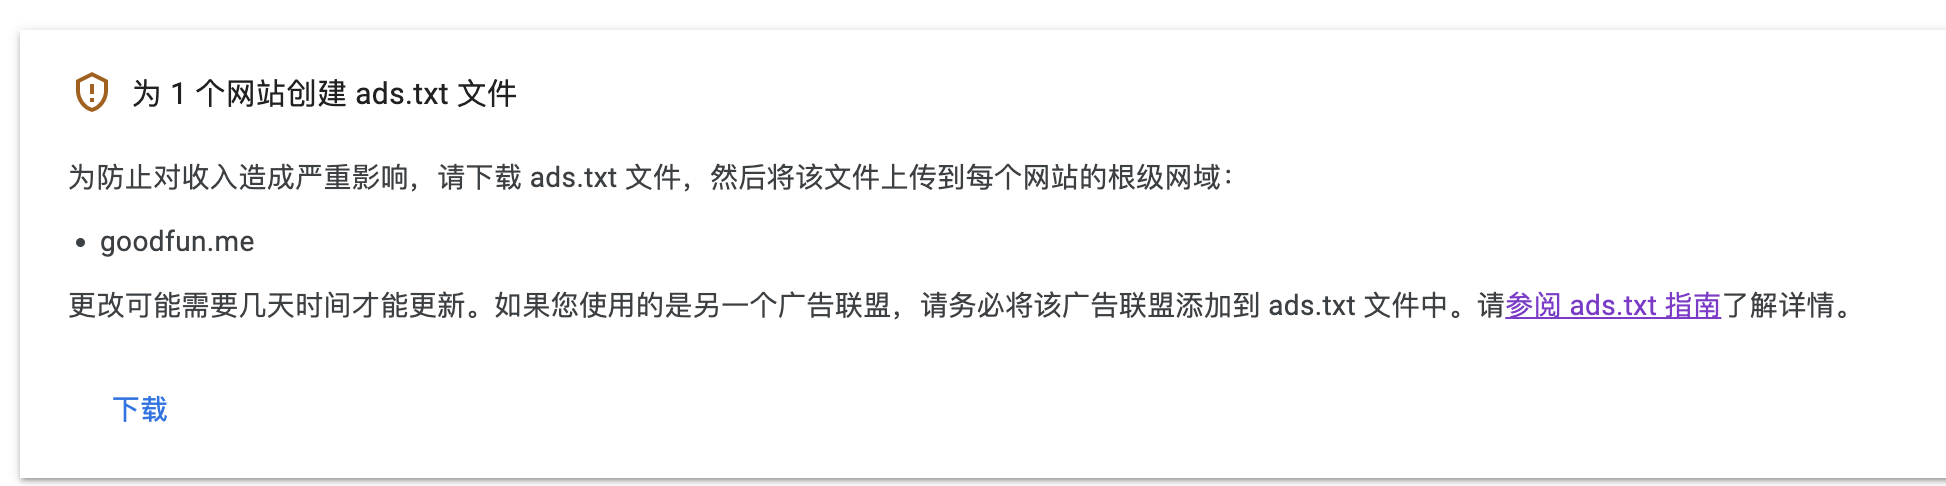 为 1 个网站创建 ads.txt 文件
为防止对收入造成严重影响，请下载 ads.txt 文件，然后将该文件上传到每个网站的根级网域：
• goodfun.me
更改可能需要几天时间才能更新。如果您使用的是另一个广告联盟，请务必将该广告联盟添加到 ads.txt 文件中。请参阅 ads.txt 指南了解详情。
下载